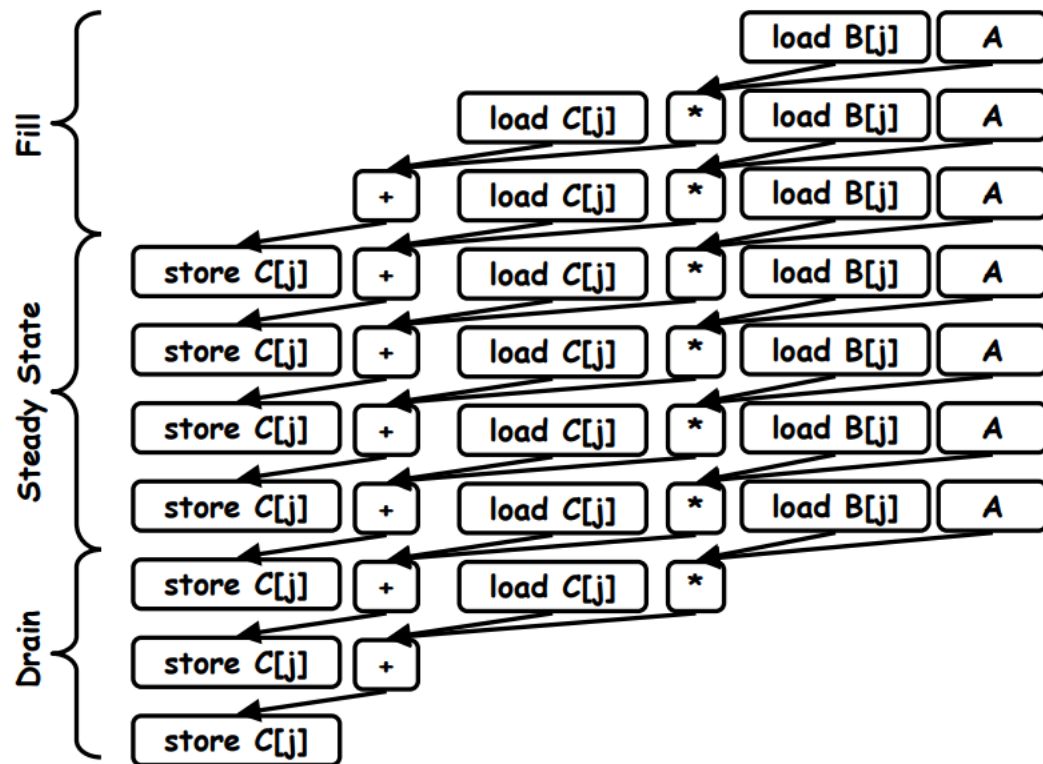 Fill
load B[j] A
load C[j] * load B[j] A
+ load C[j] * load B[j] A
Steady State
store C[j] + load C[j] * load B[j] A
store C[j] + load C[j] * load B[j] A
store C[j] + load C[j] * load B[j] A
store C[j] + load C[j] * load B[j] A
Drain
store C[j] + load C[j] *
store C[j] +
store C[j]